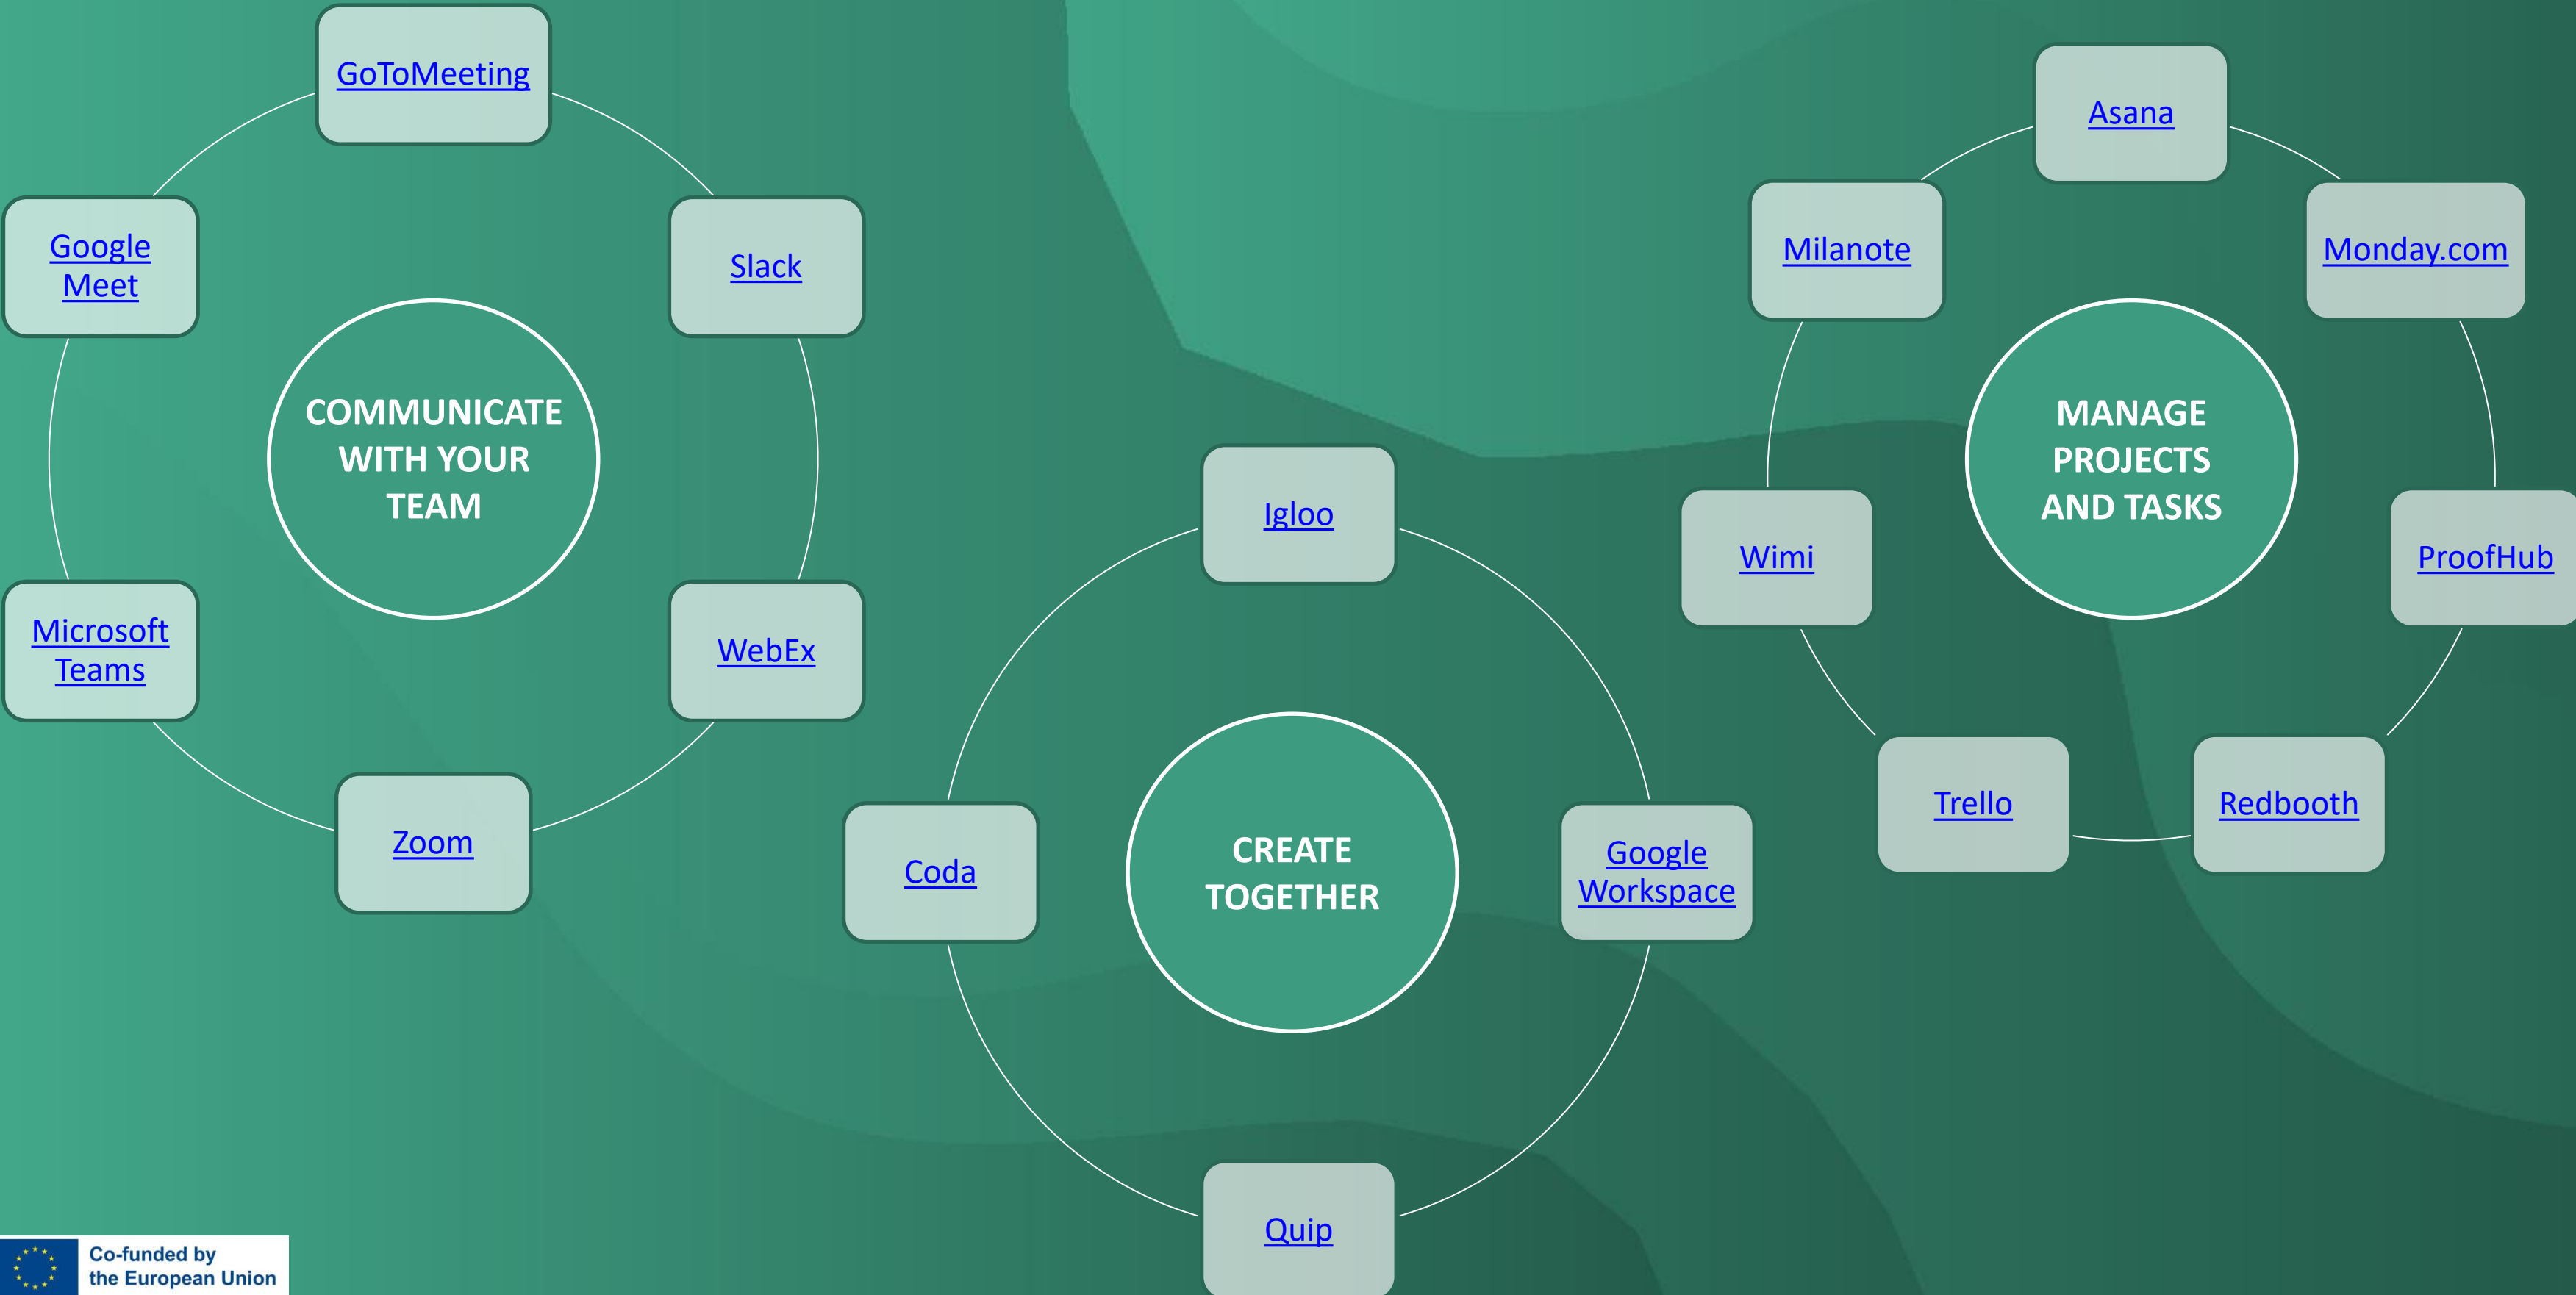 GoToMeeting
Slack
WebEx
Zoom
Microsoft
Teams
Google
Meet
COMMUNICATE
WITH YOUR
TEAM
Igloo
Google
Workspace
Quip
Coda
CREATE
TOGETHER
Asana
Monday.com
ProofHub
Redbooth
Trello
Wimi
Milanote
MANAGE
PROJECTS
AND TASKS
Co-funded by
the European Union